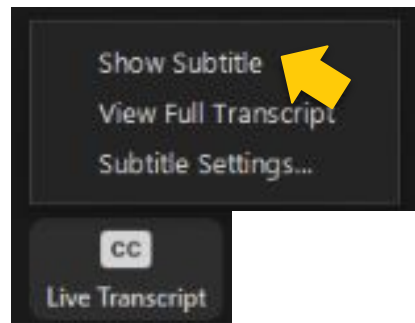 Show Subtitle
View Full Transcript
Subtitle Settings...
CC
Live Transcript